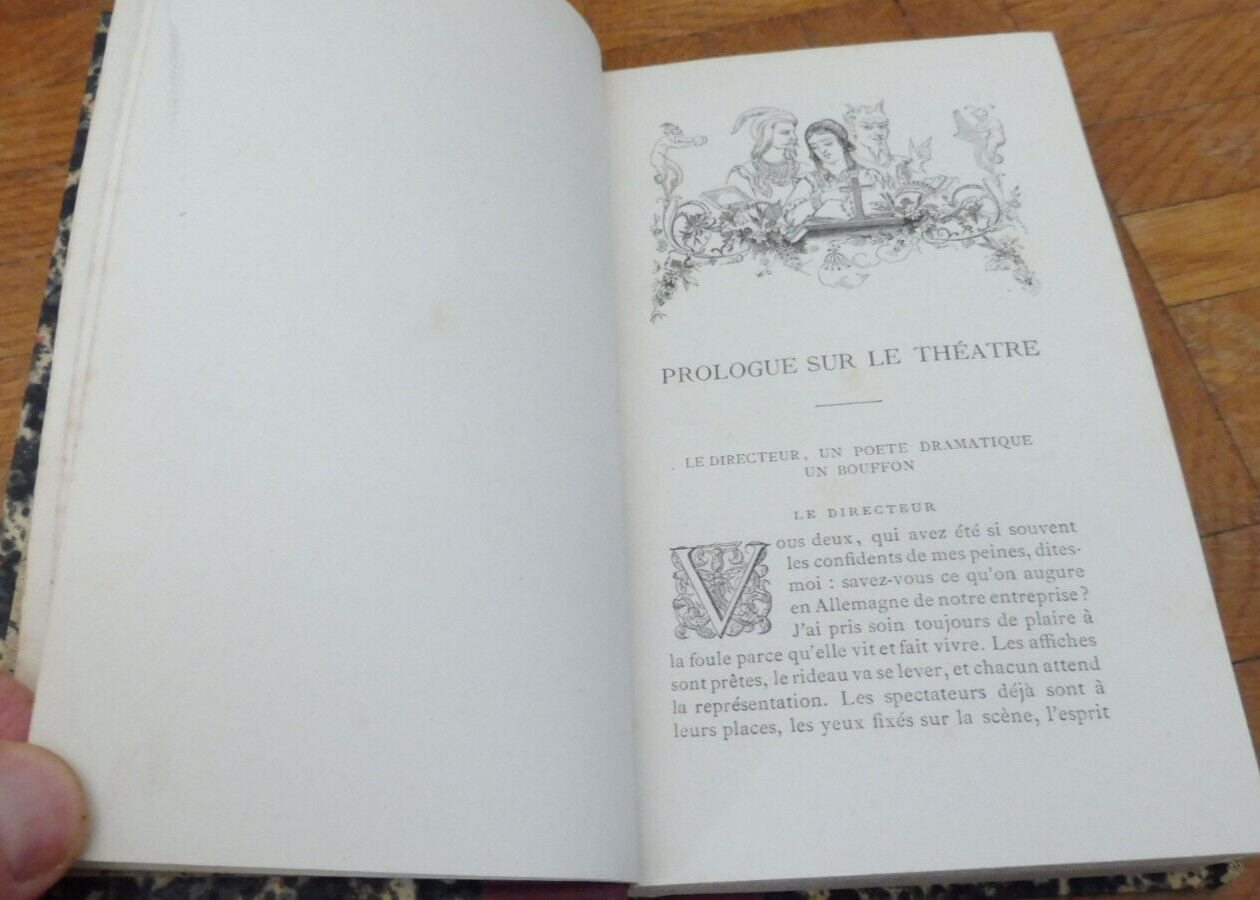 PROLOGUE SUR LE THÉATRE
LE DIRECTEUR, UN POETE DRAMATIQUE
UN BOUFFON
LE DIRECTEUR
Vous deux, qui avez été si souvent
les confidents de mes peines, dites-
moi : savez-vous ce qu'on augure
en Allemagne de notre entreprise?
J'ai pris soin toujours de plaire à
la foule parce qu'elle vit et fait vivre. Les affiches
sont prêtes, le rideau va se lever, et chacun attend
la représentation. Les spectateurs déjà sont à
leurs places, les yeux fixés sur la scène, l'esprit